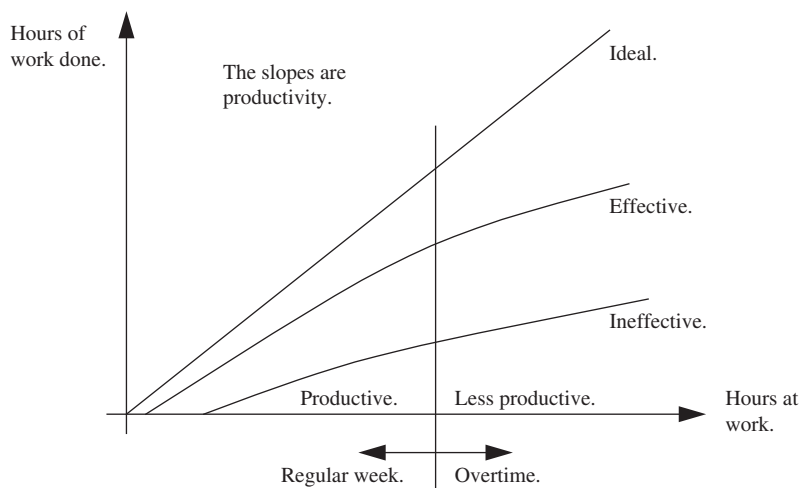 Hours of
work done.
The slopes are
productivity.
Ideal.
Effective.
Ineffective.
Productive.
Less productive.
Hours at
work.
Regular week.
Overtime.